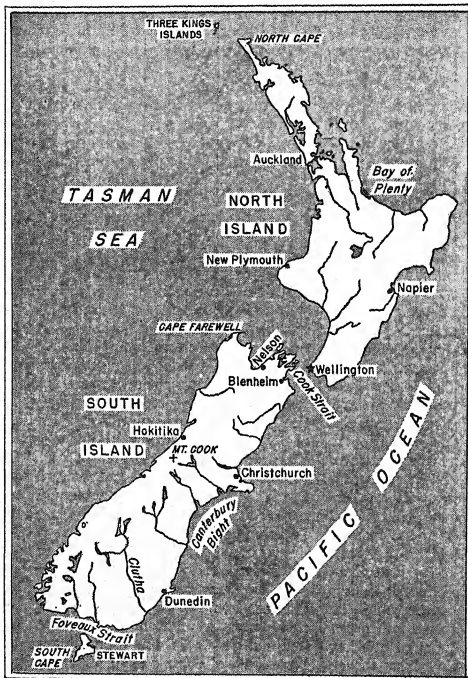 THREE KINGS
ISLANDS
NORTH CAPE
Auckland
Bay of
Plenty
TASMAN
SEA
NORTH
ISLAND
New Plymouth
Napier
CAPE FAREWELL
Nelson
Wellington
Blenheim
Cook Strait
SOUTH
ISLAND
Hokitika
MT. COOK
Christchurch
Canterbury
Bight
PACIFIC OCEAN
Clutha
Dunedin
Foveaux Strait
SOUTH
CAPE
STEWART